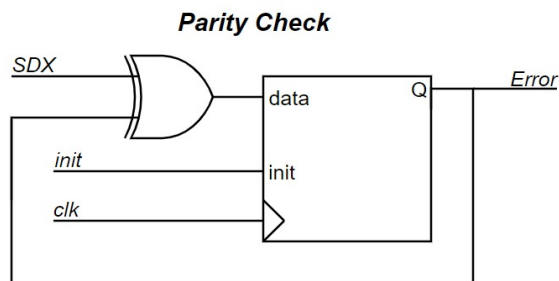 Parity Check
SDX
data
Q
Error
init
init
clk